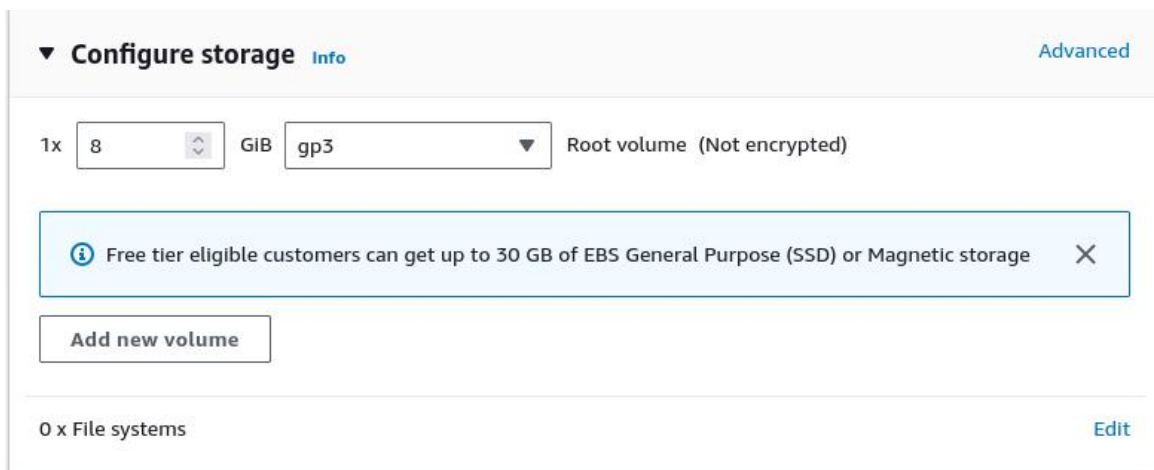 Configure storage Info Advanced
1x 8 GiB gp3 Root volume (Not encrypted)
Free tier eligible customers can get up to 30 GB of EBS General Purpose (SSD) or Magnetic storage
Add new volume
0 x File systems Edit